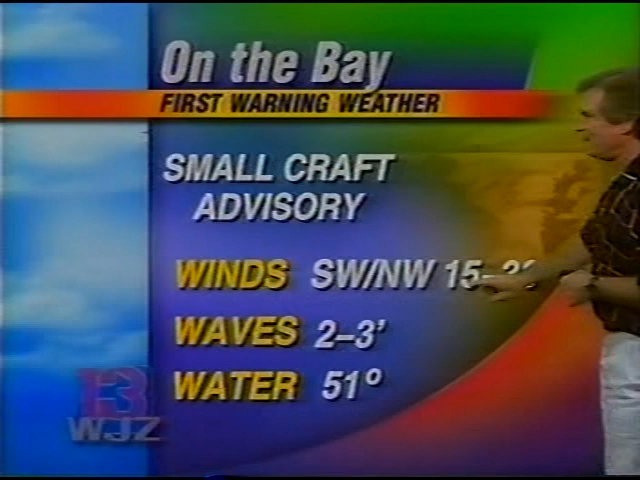 On the Bay
FIRST WARNING WEATHER
SMALL CRAFT
ADVISORY
WINDS SW/NW 15-
WAVES 2-3'
WATER 51°
13
WJZ